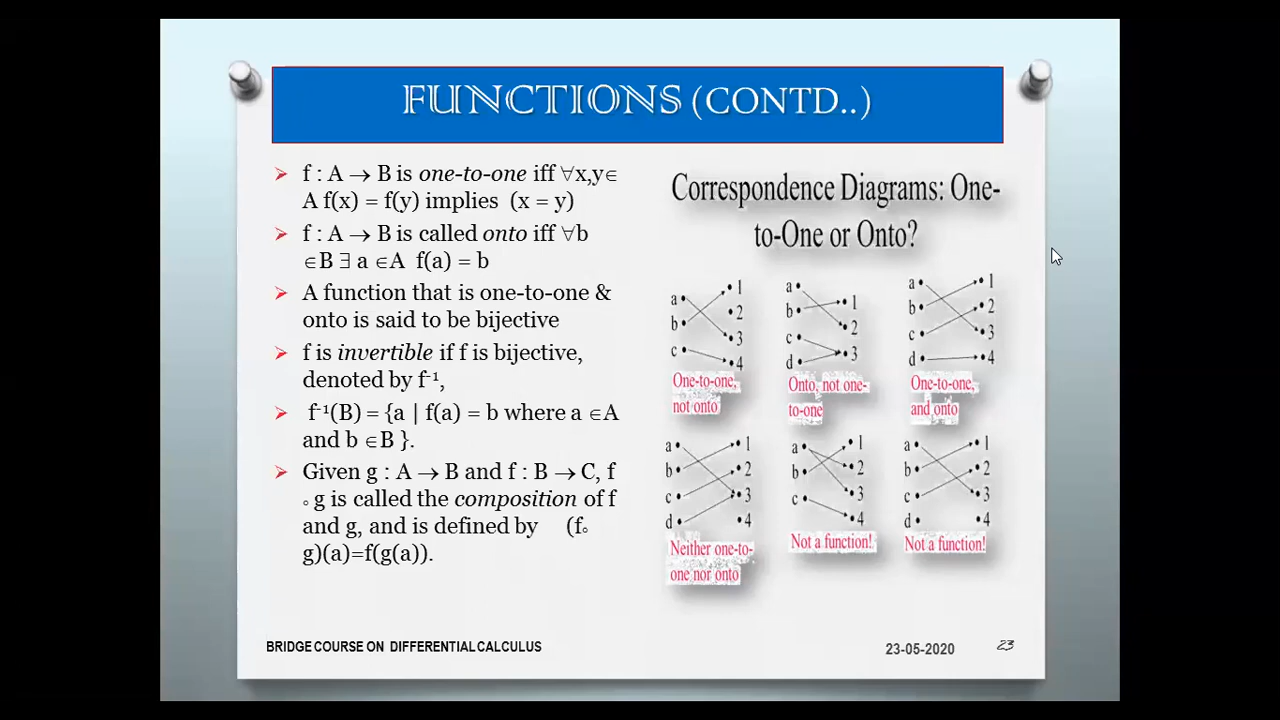 FUNCTIONS (CONTD..)
➢ f : A → B is one-to-one iff ∀x,y∈
A f(x) = f(y) implies (x = y)
➢ f : A → B is called onto iff ∀b
∈B ∃ a ∈A f(a) = b
➢ A function that is one-to-one &
onto is said to be bijective
➢ f is invertible if f is bijective,
denoted by f⁻¹,
➢ f⁻¹(B) = {a | f(a) = b where a ∈A
and b ∈B }.
➢ Given g : A → B and f : B → C, f
∘ g is called the composition of f
and g, and is defined by (f∘
g)(a)=f(g(a)).
Correspondence Diagrams: One-
to-One or Onto?
a
b
c
1
2
3
4
One-to-one,
not onto
a
b
c
d
1
2
3
Onto, not one-
to-one
a
b
c
d
1
2
3
4
One-to-one,
and onto
a
b
c
d
1
2
3
4
Neither one-to-
one nor onto
a
b
c
1
2
3
4
Not a function!
a
b
c
d
1
2
3
4
Not a function!
BRIDGE COURSE ON DIFFERENTIAL CALCULUS
23-05-2020
23